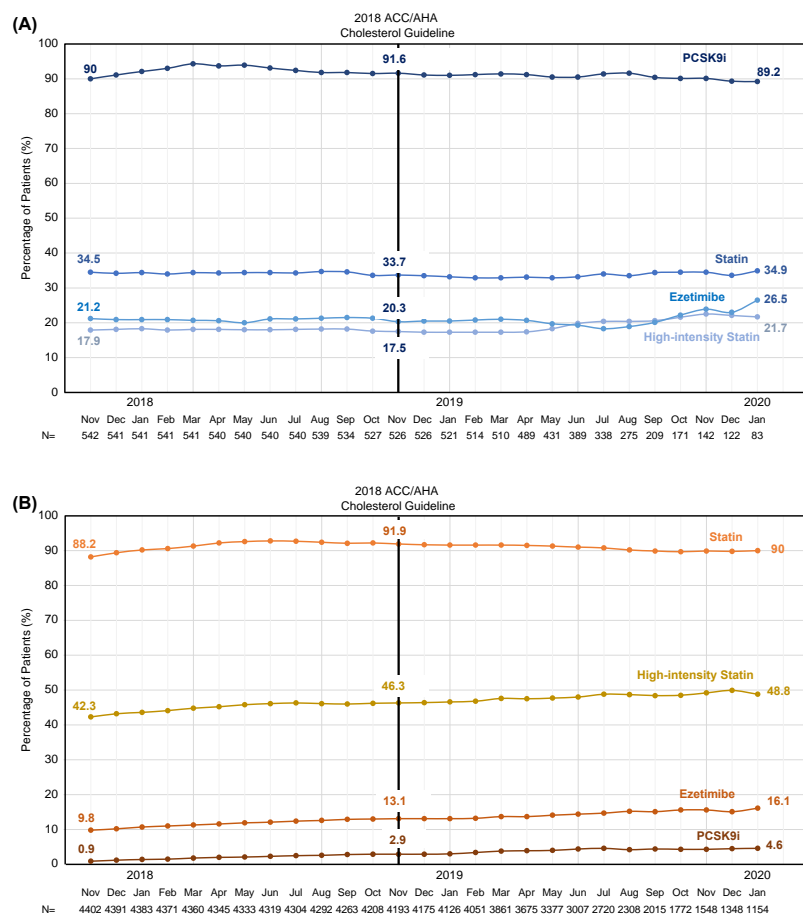 (A)
2018 ACC/AHA
Cholesterol Guideline
Percentage of Patients (%)
100
90
80
70
60
50
40
30
20
10
0
90
91.6
PCSK9i
89.2
34.5
33.7
Statin
34.9
21.2
20.3
Ezetimibe
26.5
17.9
17.5
High-intensity Statin
21.7
2018 2019 2020
Nov Dec Jan Feb Mar Apr May Jun Jul Aug Sep Oct Nov Dec Jan Feb Mar Apr May Jun Jul Aug Sep Oct Nov Dec Jan
N= 542 541 541 541 541 540 540 540 540 539 534 527 526 526 521 514 510 489 431 389 338 275 209 171 142 122 83
(B)
2018 ACC/AHA
Cholesterol Guideline
Percentage of Patients (%)
100
90
80
70
60
50
40
30
20
10
0
88.2
91.9
Statin
90
42.3
46.3
High-intensity Statin
48.8
9.8
13.1
Ezetimibe
16.1
0.9
2.9
PCSK9i
4.6
2018 2019 2020
Nov Dec Jan Feb Mar Apr May Jun Jul Aug Sep Oct Nov Dec Jan Feb Mar Apr May Jun Jul Aug Sep Oct Nov Dec Jan
N= 4402 4391 4383 4371 4360 4345 4333 4319 4304 4292 4263 4208 4193 4175 4126 4051 3861 3675 3377 3007 2720 2308 2015 1772 1548 1348 1154